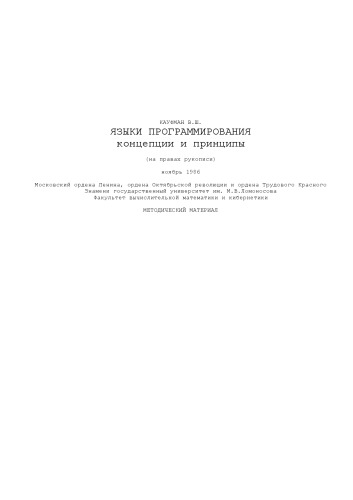 КАУФМАН В.Ш.
ЯЗЫКИ ПРОГРАММИРОВАНИЯ
концепции и принципы
(на правах рукописи)
ноябрь 1986
Московский ордена Ленина, ордена Октябрьской революции и ордена Трудового Красного
Знамени государственный университет им. М.В.Ломоносова
Факультет вычислительной математики и кибернетики
МЕТОДИЧЕСКИЙ МАТЕРИАЛ